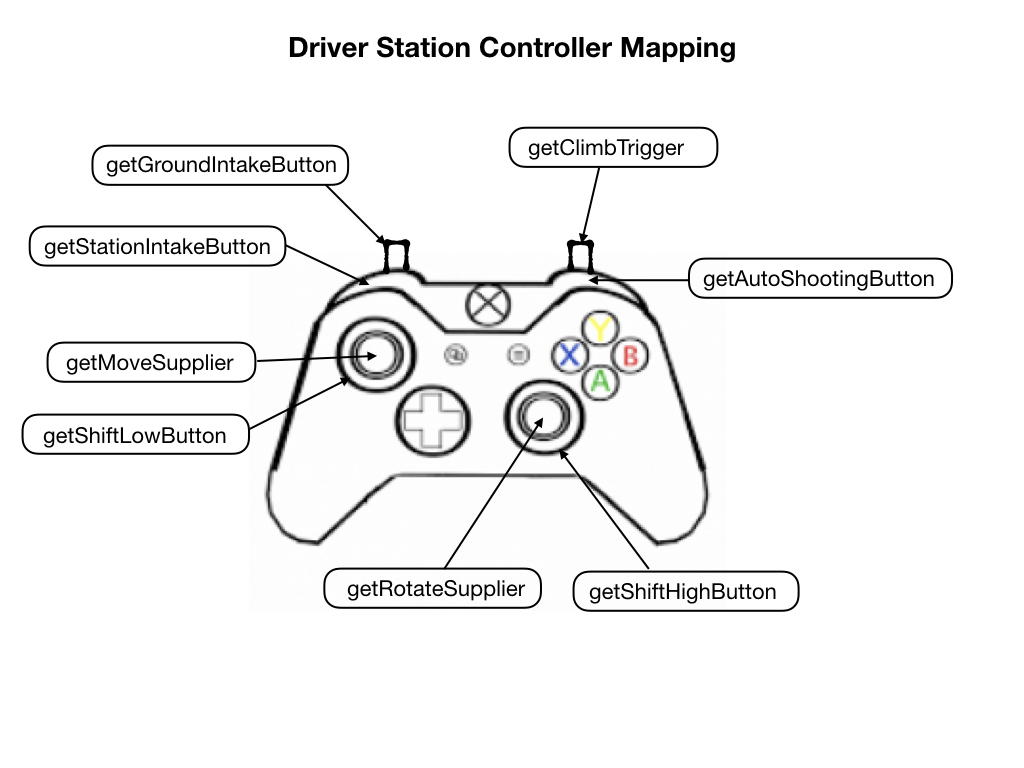 Driver Station Controller Mapping
getClimbTrigger
getGroundIntakeButton
getStationIntakeButton
getAutoShootingButton
Y
X
B
A
getMoveSupplier
getShiftLowButton
getRotateSupplier
getShiftHighButton